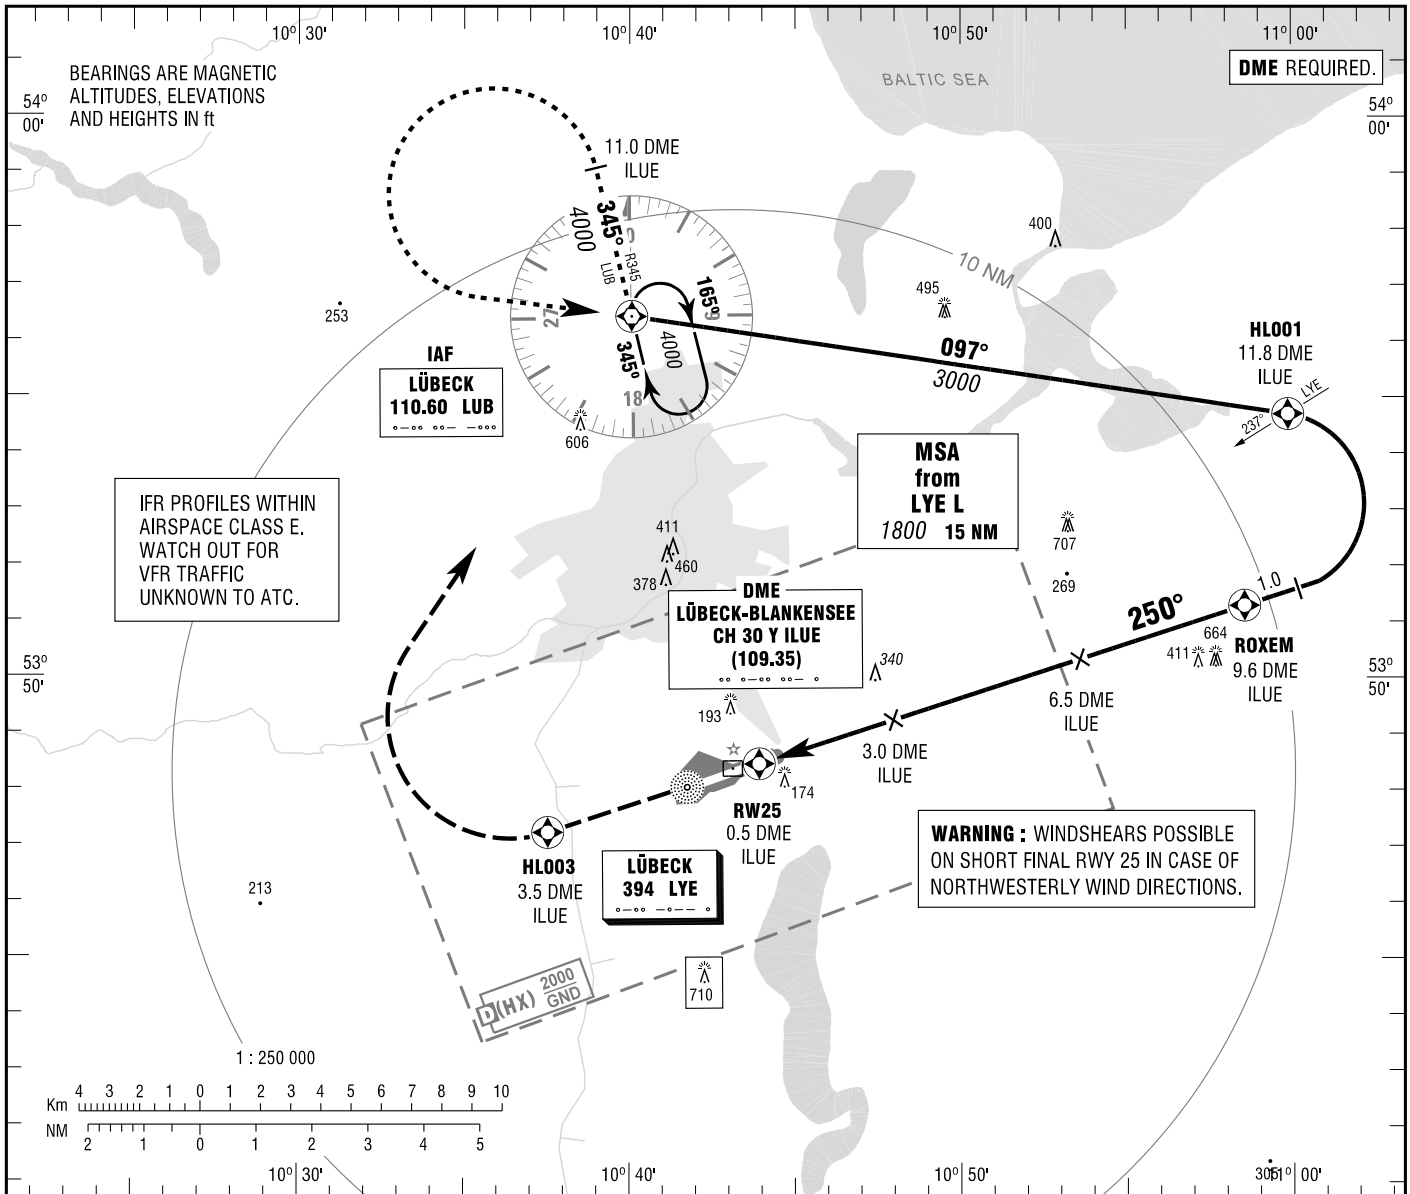 10° 30'
10° 40'
10° 50'
11° 00'
BEARINGS ARE MAGNETIC
ALTITUDES, ELEVATIONS
AND HEIGHTS IN ft
BALTIC SEA
DME REQUIRED.
54°
00'
54°
00'
11.0 DME
ILUE
345°
4000
LUB
R345
0
9
18
27
165°
4000
345°
400
10 NM
495
253
097°
3000
HL001
11.8 DME
ILUE
LYE
237°
IAF
LÜBECK
110.60 LUB
606
MSA
from
LYE L
1800 15 NM
IFR PROFILES WITHIN
AIRSPACE CLASS E.
WATCH OUT FOR
VFR TRAFFIC
UNKNOWN TO ATC.
411
460
378
707
269
DME
LÜBECK-BLANKENSEE
CH 30 Y ILUE
(109.35)
250°
1.0
664
411
ROXEM
9.6 DME
ILUE
340
53°
50'
53°
50'
6.5 DME
ILUE
193
3.0 DME
ILUE
174
RW25
0.5 DME
ILUE
WARNING : WINDSHEARS POSSIBLE
ON SHORT FINAL RWY 25 IN CASE OF
NORTHWESTERLY WIND DIRECTIONS.
HL003
3.5 DME
ILUE
LÜBECK
394 LYE
213
710
D(HX) 2000
GND
1 : 250 000
Km 4 3 2 1 0 1 2 3 4 5 6 7 8 9 10
NM 2 1 0 1 2 3 4 5
10° 30'
10° 40'
10° 50'
11° 00'